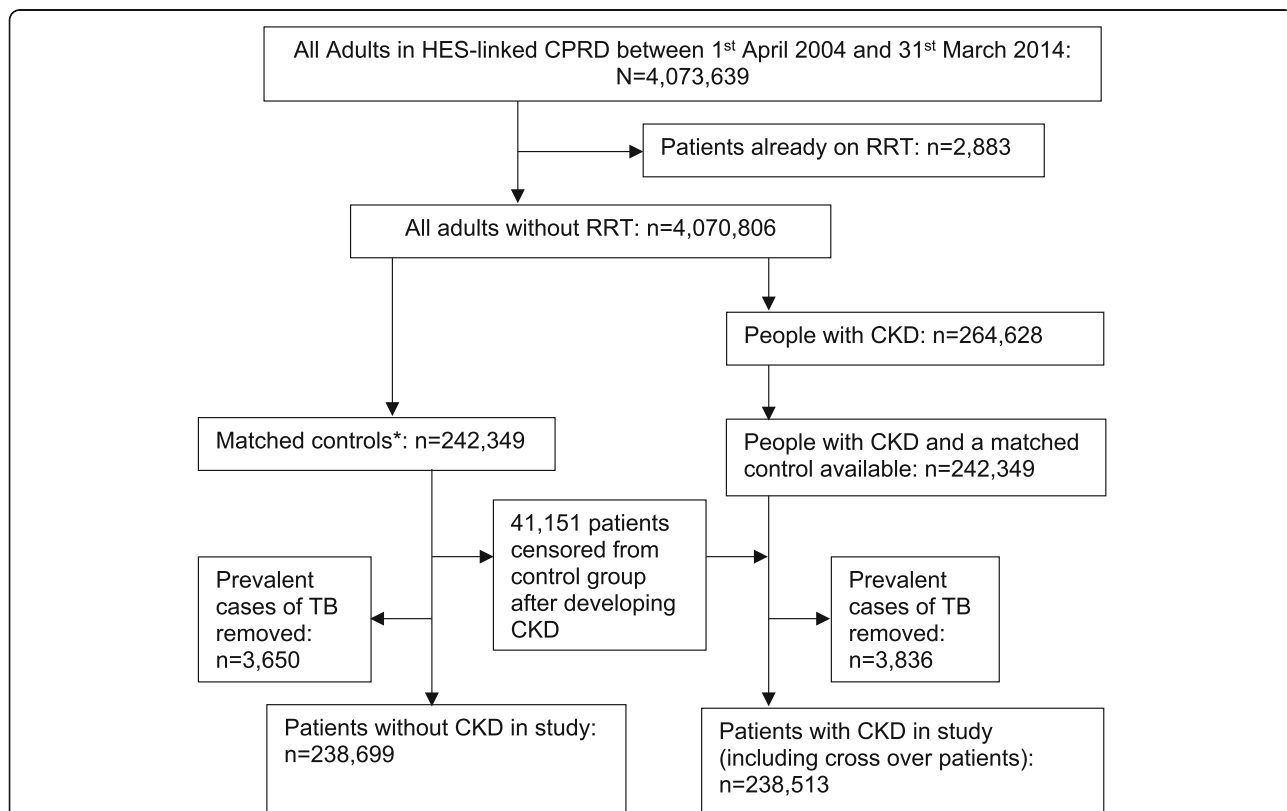 All Adults in HES-linked CPRD between 1st April 2004 and 31st March 2014:
N=4,073,639
Patients already on RRT: n=2,883
All adults without RRT: n=4,070,806
People with CKD: n=264,628
Matched controls*: n=242,349
People with CKD and a matched
control available: n=242,349
41,151 patients
censored from
control group
after developing
CKD
Prevalent
cases of TB
removed:
n=3,650
Prevalent
cases of TB
removed:
n=3,836
Patients without CKD in study:
n=238,699
Patients with CKD in study
(including cross over patients):
n=238,513